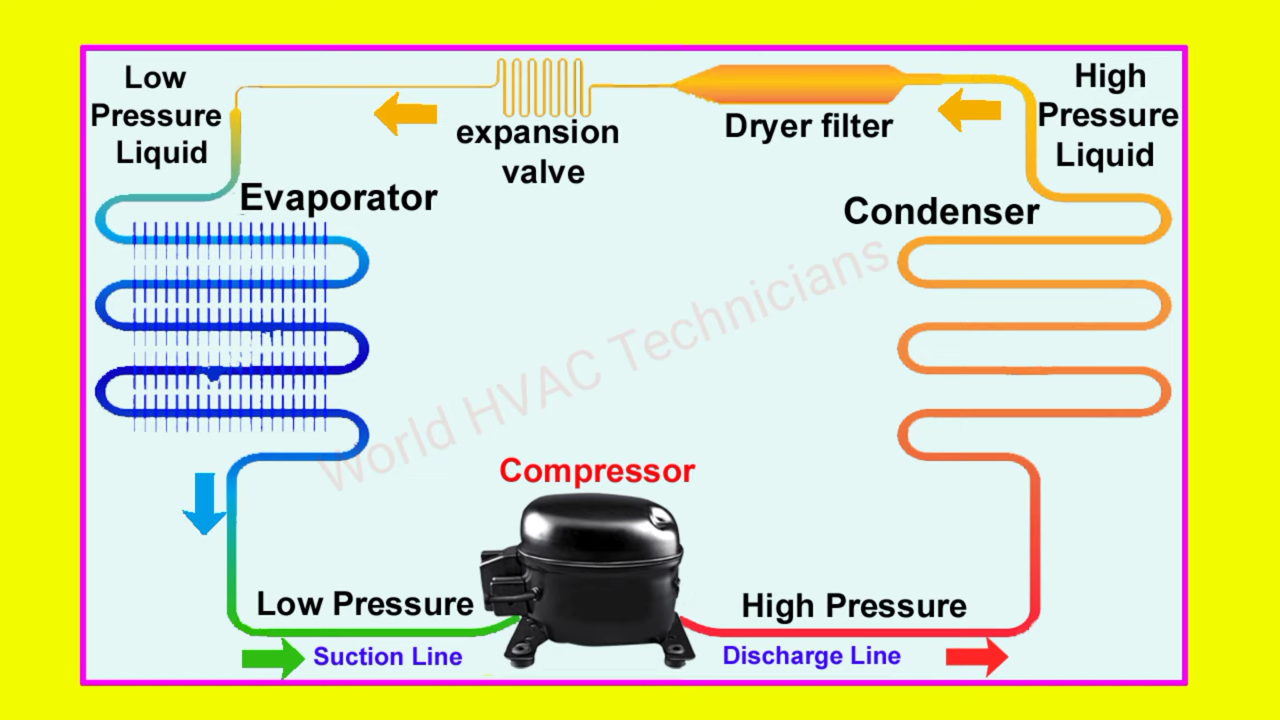 Low
Pressure
Liquid
expansion
valve
Dryer filter
High
Pressure
Liquid
Evaporator
Condenser
World HVAC Technicians
Compressor
Low Pressure
High Pressure
Suction Line
Discharge Line